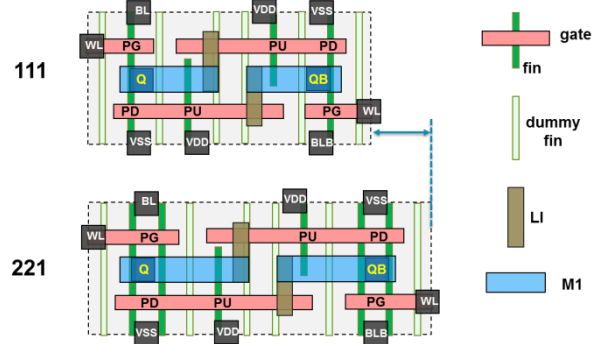 BL VDD VSS
WL PG PU PD
111
Q QB
PD PU PG WL
VSS VDD BLB
BL VDD VSS
WL PG PU PD
221
Q QB
PD PU PG WL
VSS VDD BLB
gate
fin
dummy
fin
LI
M1